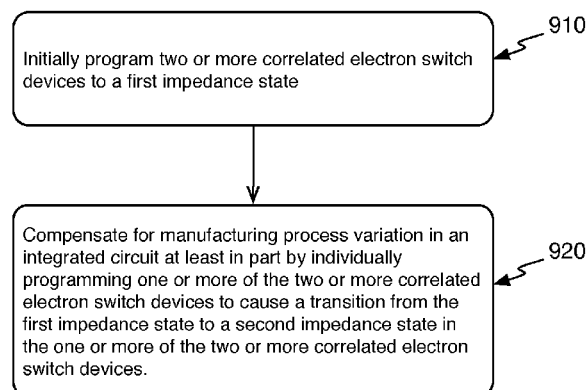 910
Initially program two or more correlated electron switch
devices to a first impedance state
Compensate for manufacturing process variation in an
integrated circuit at least in part by individually
programming one or more of the two or more correlated
electron switch devices to cause a transition from the
first impedance state to a second impedance state in
the one or more of the two or more correlated electron
switch devices.
920